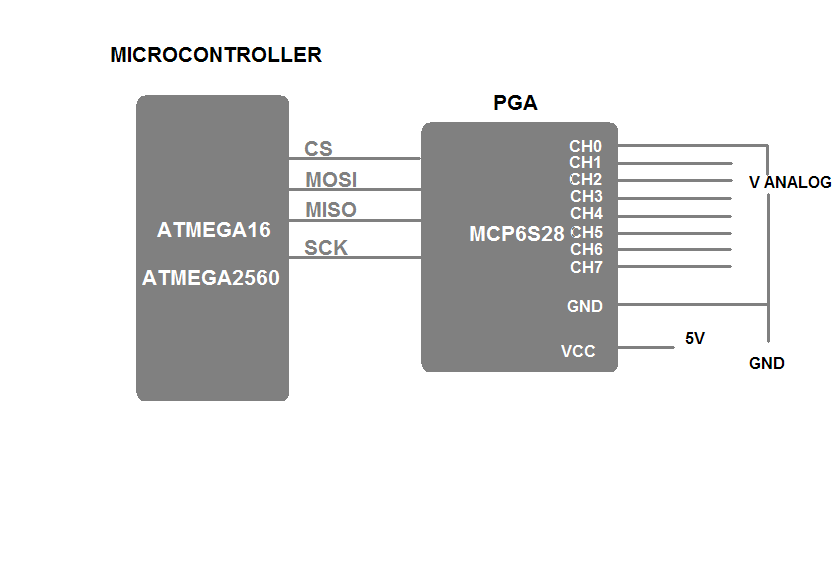 MICROCONTROLLER
PGA
CS
MOSI
MISO
SCK
ATMEGA16
ATMEGA2560
MCP6S28
CH0
CH1
CH2
CH3
CH4
CH5
CH6
CH7
GND
VCC
V ANALOG
5V
GND